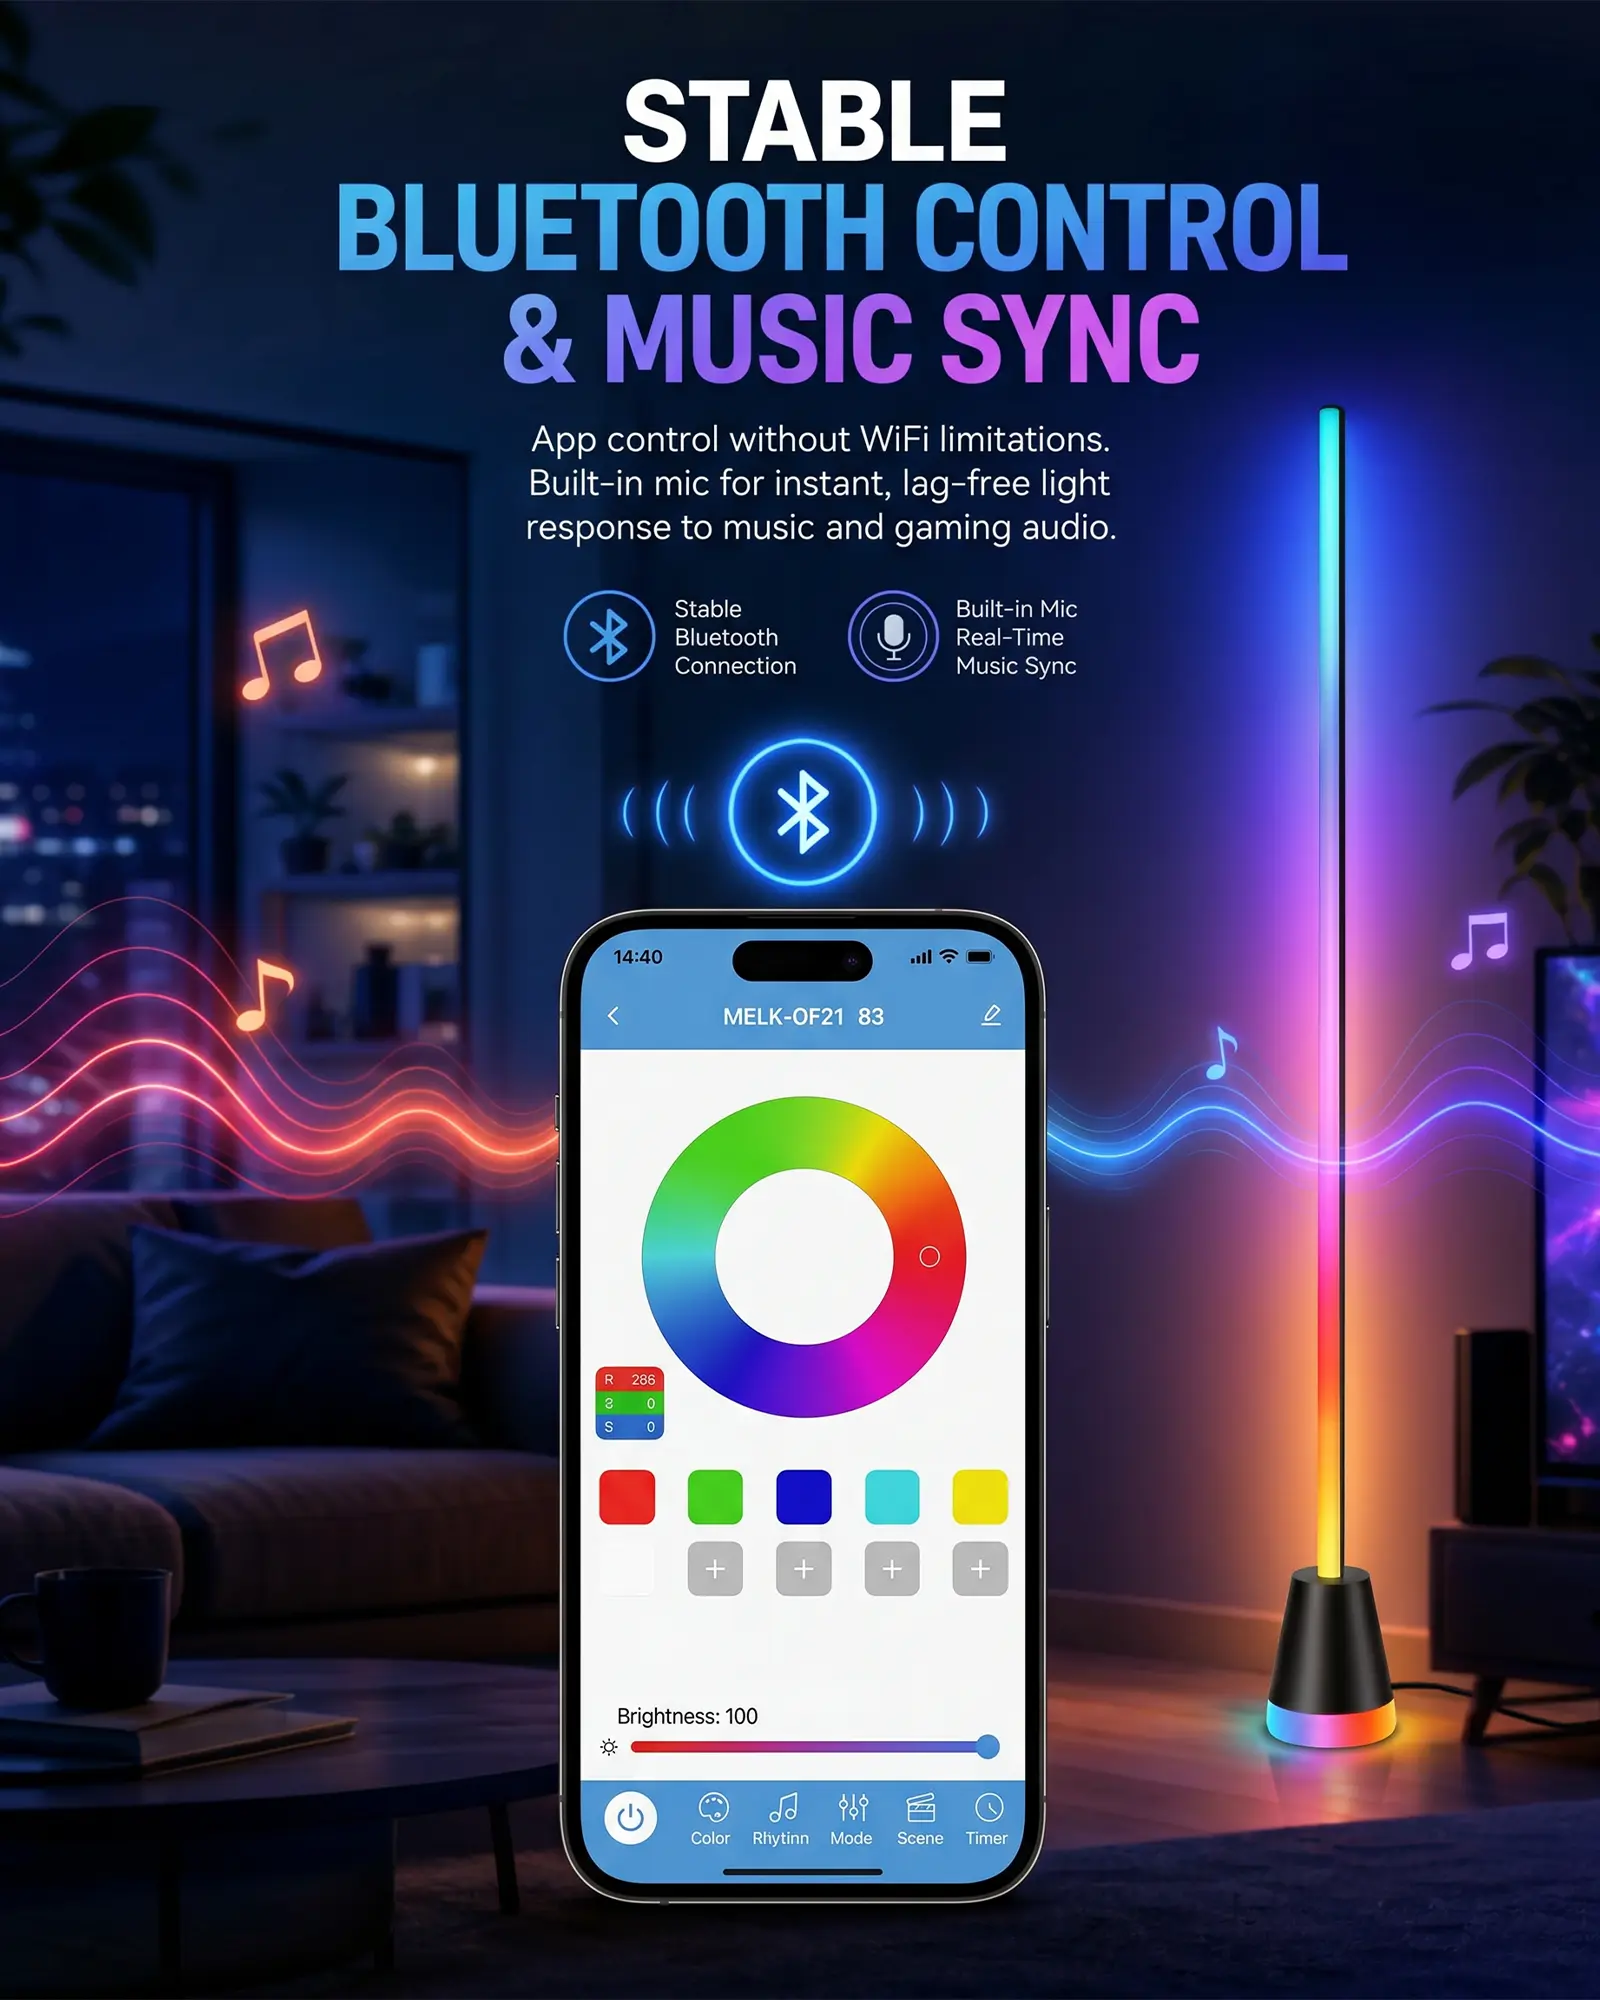 STABLE
BLUETOOTH CONTROL
& MUSIC SYNC
App control without WiFi limitations.
Built-in mic for instant, lag-free light
response to music and gaming audio.
Stable
Bluetooth
Connection
Built-in Mic
Real-Time
Music Sync
14:40
MELK-OF21 83
R 286
S 0
Brightness: 100
Color Rhytinn Mode Scene Timer